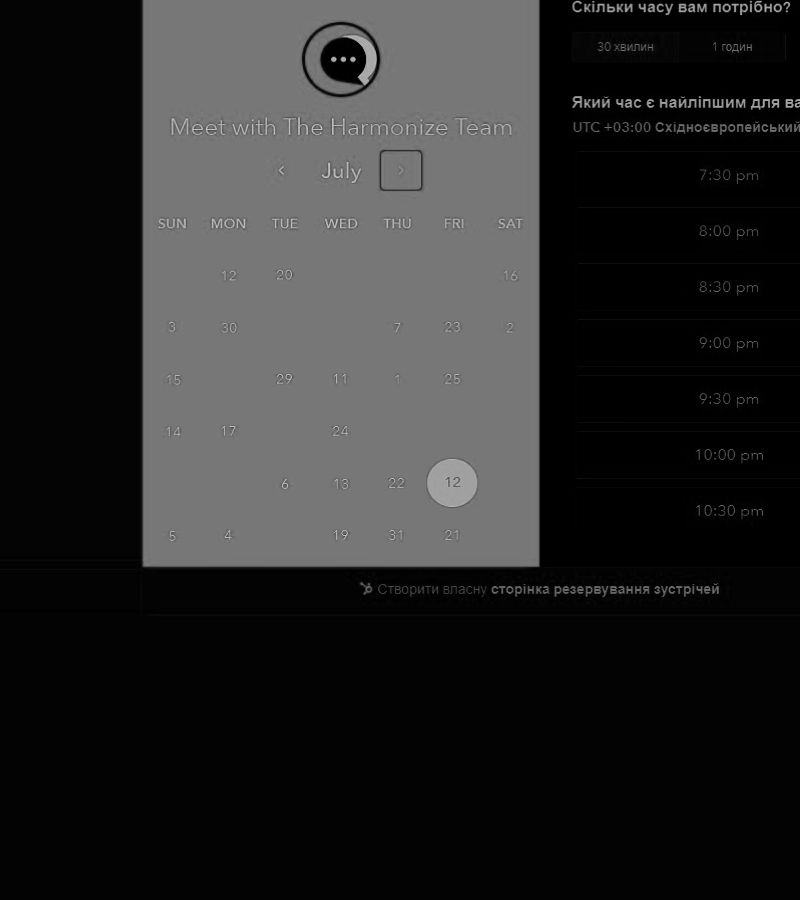 Meet with The Harmonize Team
July
SUN MON TUE WED THU FRI SAT
12 20 16
3 30 7 23 2
15 29 11 1 25
14 17 24
6 13 22 12
5 4 19 31 21
Скільки часу вам потрібно?
30 хвилин 1 годин
Який час є найліпшим для ва
UTC +03:00 Східноєвропейський
7:30 pm
8:00 pm
8:30 pm
9:00 pm
9:30 pm
10:00 pm
10:30 pm
Створити власну сторінка резервування зустрічей